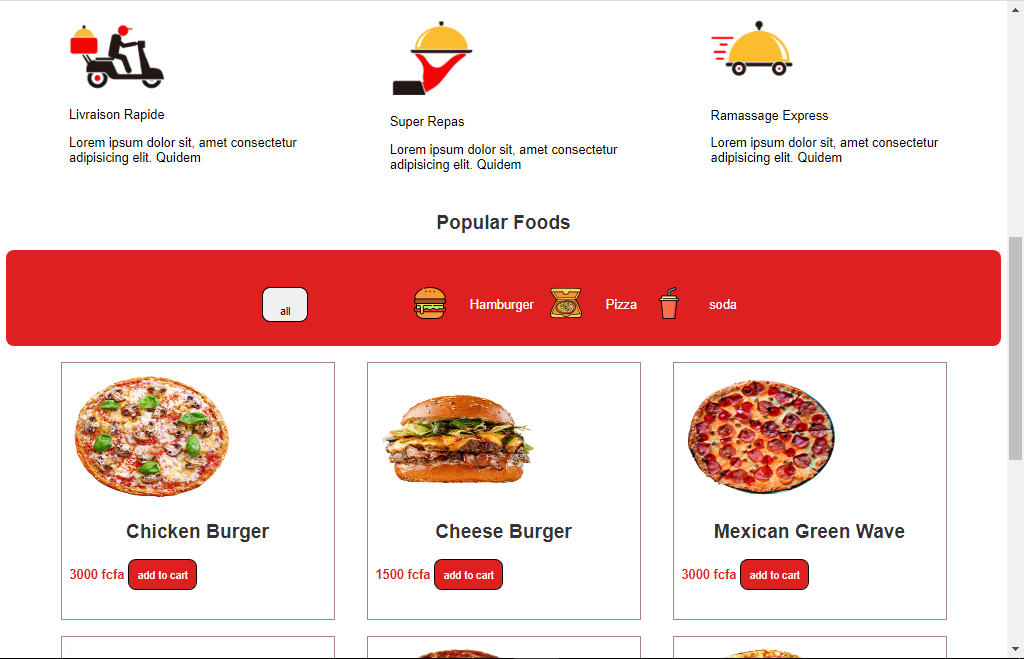 Livraison Rapide
Lorem ipsum dolor sit, amet consectetur
adipisicing elit. Quidem
Super Repas
Lorem ipsum dolor sit, amet consectetur
adipisicing elit. Quidem
Ramassage Express
Lorem ipsum dolor sit, amet consectetur
adipisicing elit. Quidem
Popular Foods
all
Hamburger
Pizza
soda
Chicken Burger
3000 fcfa add to cart
Cheese Burger
1500 fcfa add to cart
Mexican Green Wave
3000 fcfa add to cart